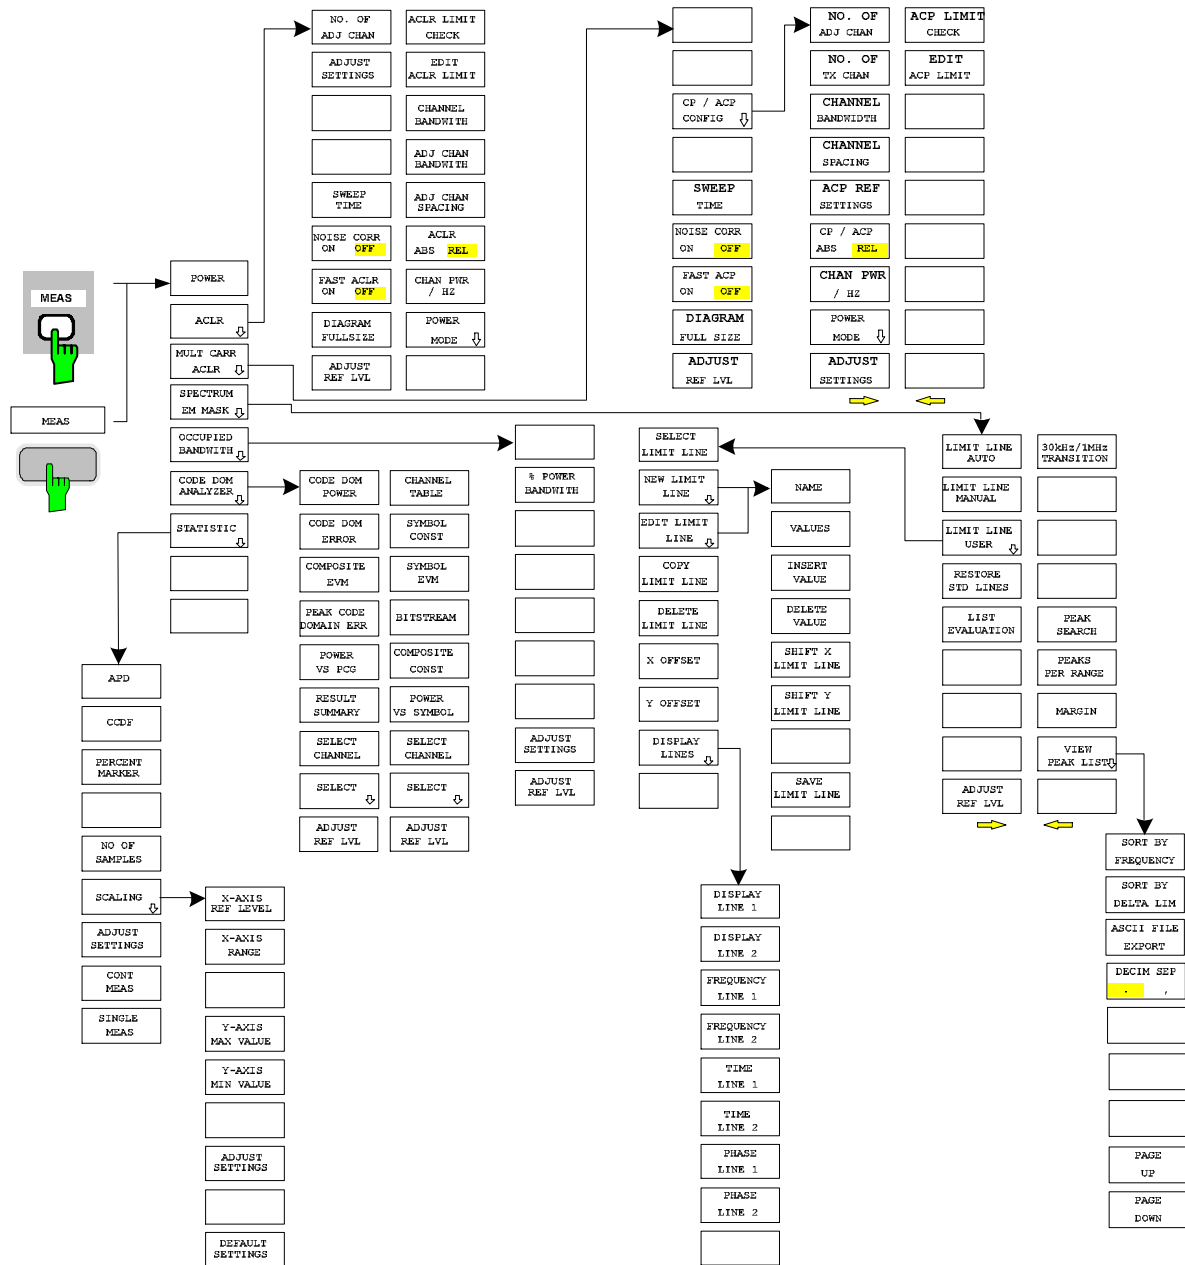 MEAS
MEAS
POWER
ACLR
MULT CARR
ACLR
SPECTRUM
EM MASK
OCCUPIED
BANDWITH
CODE DOM
ANALYZER
STATISTIC
NO. OF
ADJ CHAN
ADJUST
SETTINGS
SWEEP
TIME
NOISE CORR
ON OFF
FAST ACLR
ON OFF
DIAGRAM
FULLSIZE
ADJUST
REF LVL
ACLR LIMIT
CHECK
EDIT
ACLR LIMIT
CHANNEL
BANDWITH
ADJ CHAN
BANDWITH
ADJ CHAN
SPACING
ACLR
ABS REL
CHAN PWR
/ HZ
POWER
MODE
CP / ACP
CONFIG
SWEEP
TIME
NOISE CORR
ON OFF
FAST ACP
ON OFF
DIAGRAM
FULL SIZE
ADJUST
REF LVL
NO. OF
ADJ CHAN
NO. OF
TX CHAN
CHANNEL
BANDWIDTH
CHANNEL
SPACING
ACP REF
SETTINGS
CP / ACP
ABS REL
CHAN PWR
/ HZ
POWER
MODE
ADJUST
SETTINGS
ACP LIMIT
CHECK
EDIT
ACP LIMIT
CODE DOM
POWER
CODE DOM
ERROR
COMPOSITE
EVM
PEAK CODE
DOMAIN ERR
POWER
VS PCG
RESULT
SUMMARY
SELECT
CHANNEL
SELECT
ADJUST
REF LVL
CHANNEL
TABLE
SYMBOL
CONST
SYMBOL
EVM
BITSTREAM
COMPOSITE
CONST
POWER
VS SYMBOL
SELECT
CHANNEL
SELECT
ADJUST
REF LVL
% POWER
BANDWITH
ADJUST
SETTINGS
ADJUST
REF LVL
SELECT
LIMIT LINE
NEW LIMIT
LINE
EDIT LIMIT
LINE
COPY
LIMIT LINE
DELETE
LIMIT LINE
X OFFSET
Y OFFSET
DISPLAY
LINES
NAME
VALUES
INSERT
VALUE
DELETE
VALUE
SHIFT X
LIMIT LINE
SHIFT Y
LIMIT LINE
SAVE
LIMIT LINE
LIMIT LINE
AUTO
LIMIT LINE
MANUAL
LIMIT LINE
USER
RESTORE
STD LINES
LIST
EVALUATION
ADJUST
REF LVL
30kHz/1MHz
TRANSITION
PEAK
SEARCH
PEAKS
PER RANGE
MARGIN
VIEW
PEAK LIST
APD
CCDF
PERCENT
MARKER
NO OF
SAMPLES
SCALING
ADJUST
SETTINGS
CONT
MEAS
SINGLE
MEAS
X-AXIS
REF LEVEL
X-AXIS
RANGE
Y-AXIS
MAX VALUE
Y-AXIS
MIN VALUE
ADJUST
SETTINGS
DEFAULT
SETTINGS
DISPLAY
LINE 1
DISPLAY
LINE 2
FREQUENCY
LINE 1
FREQUENCY
LINE 2
TIME
LINE 1
TIME
LINE 2
PHASE
LINE 1
PHASE
LINE 2
SORT BY
FREQUENCY
SORT BY
DELTA LIM
ASCII FILE
EXPORT
DECIM SEP
. ,
PAGE
UP
PAGE
DOWN